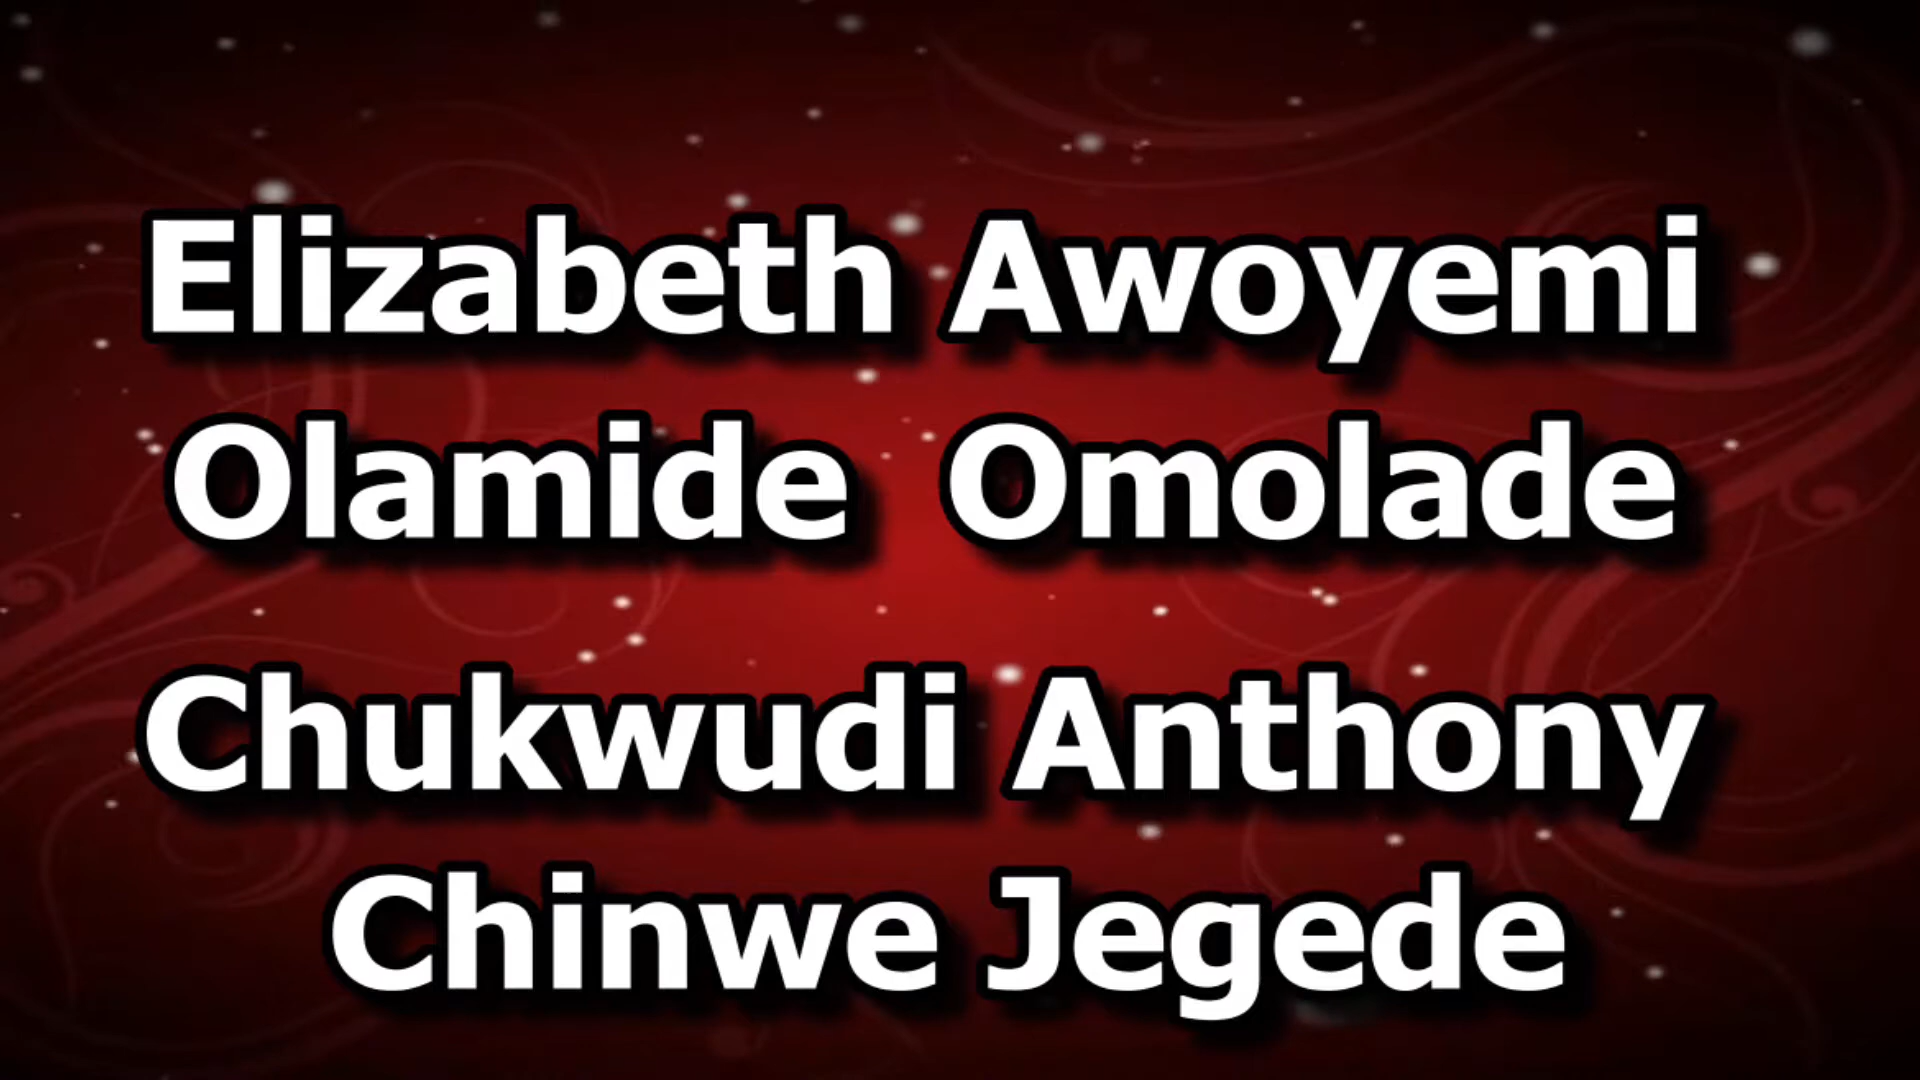 Elizabeth Awoyemi
Olamide  Omolade
Chukwudi Anthony
Chinwe Jegede